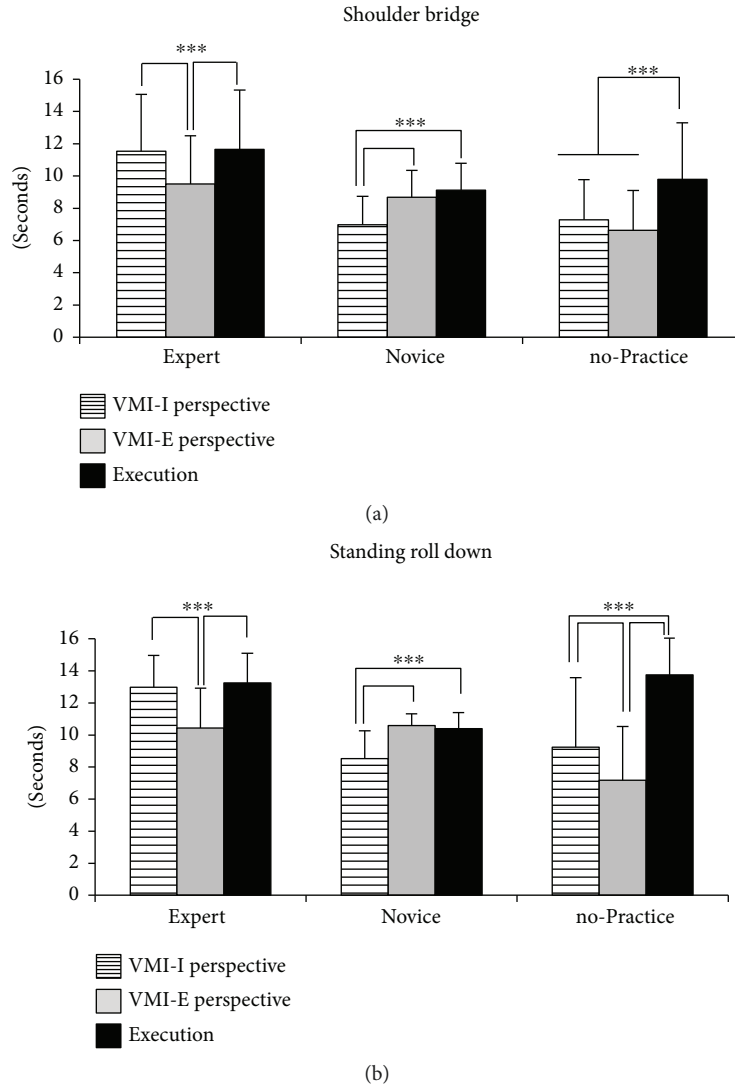 Shoulder bridge
***
***
***
16
14
12
10
8
6
4
2
0
(Seconds)
Expert Novice no-Practice
VMI-I perspective
VMI-E perspective
Execution
(a)
Standing roll down
***
***
***
16
14
12
10
8
6
4
2
0
(Seconds)
Expert Novice no-Practice
VMI-I perspective
VMI-E perspective
Execution
(b)